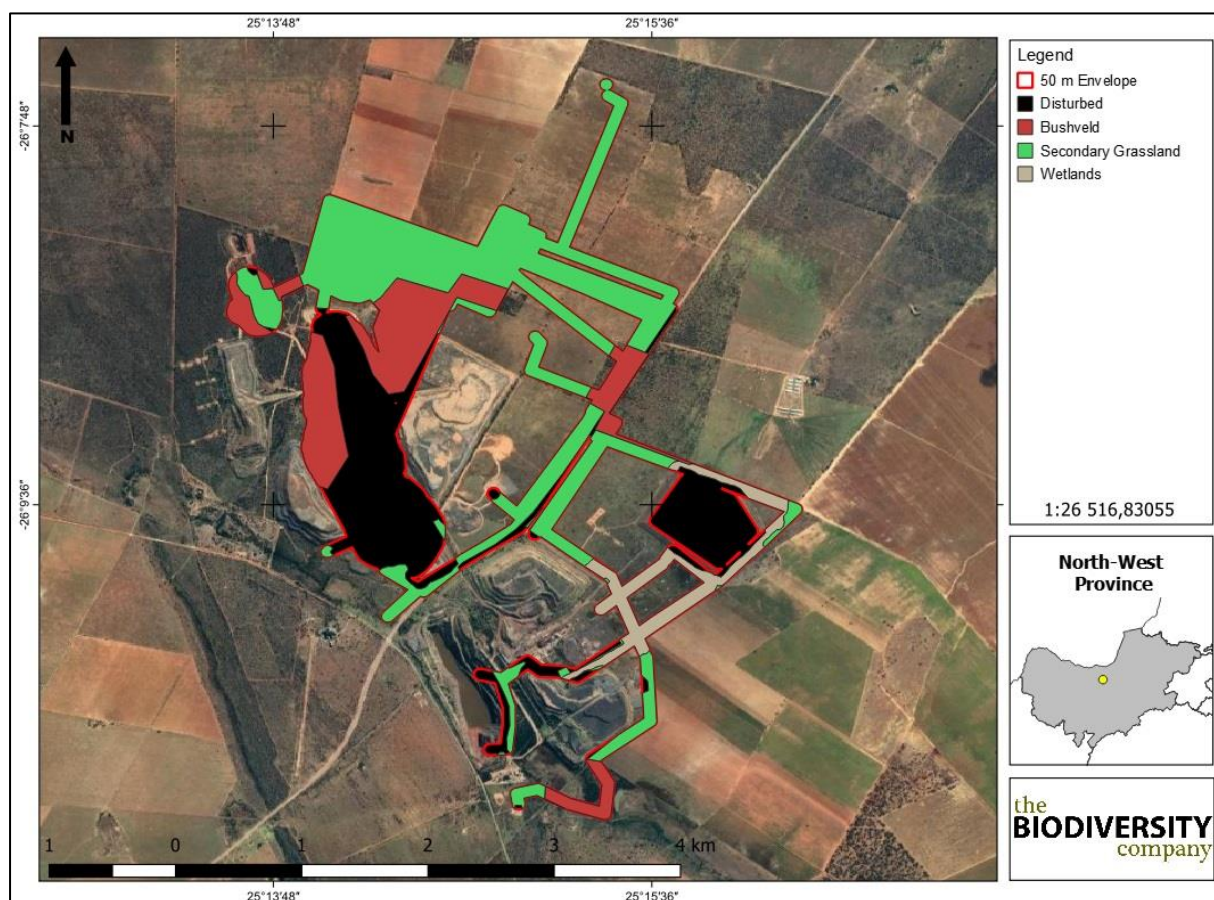 25°13'48" 25°15'36"
-26°7'48"
-26°9'36"
N
1 0 1 2 3 4 km
25°13'48" 25°15'36"
Legend
50 m Envelope
Disturbed
Bushveld
Secondary Grassland
Wetlands
1:26 516,83055
North-West
Province
the
BIODIVERSITY
company